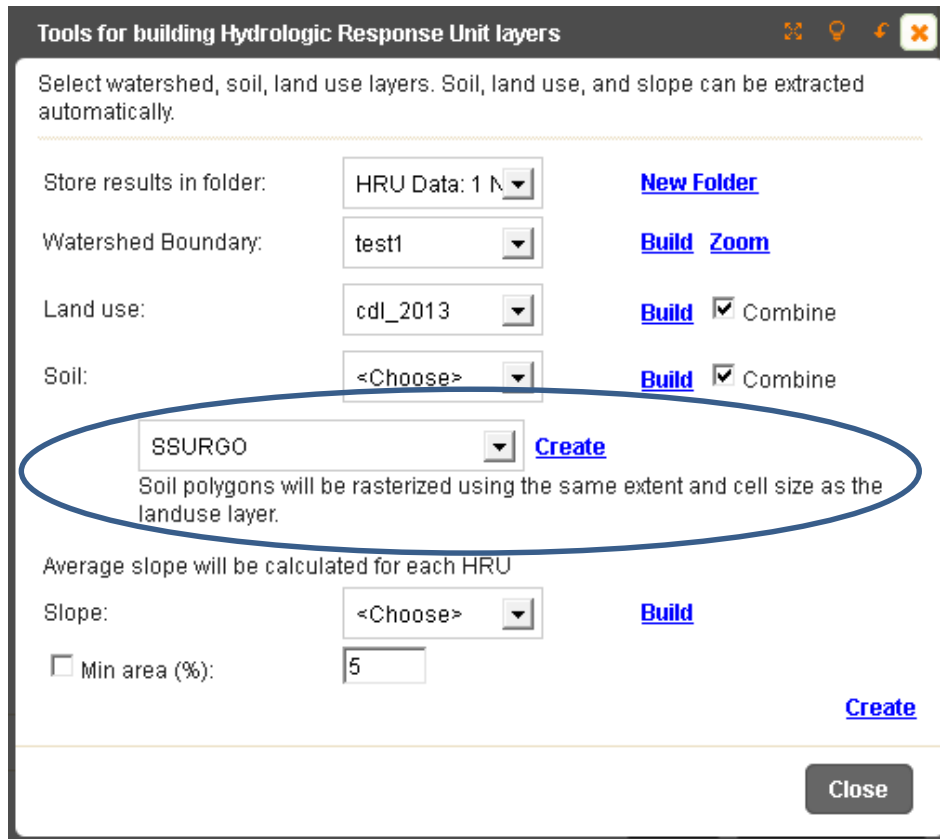 Tools for building Hydrologic Response Unit layers
Select watershed, soil, land use layers. Soil, land use, and slope can be extracted
automatically.
Store results in folder: HRU Data: 1 N New Folder
Watershed Boundary: test1 Build Zoom
Land use: cdl_2013 Build Combine
Soil: <Choose> Build Combine
SSURGO Create
Soil polygons will be rasterized using the same extent and cell size as the
landuse layer.
Average slope will be calculated for each HRU
Slope: <Choose> Build
Min area (%): 5
Create
Close